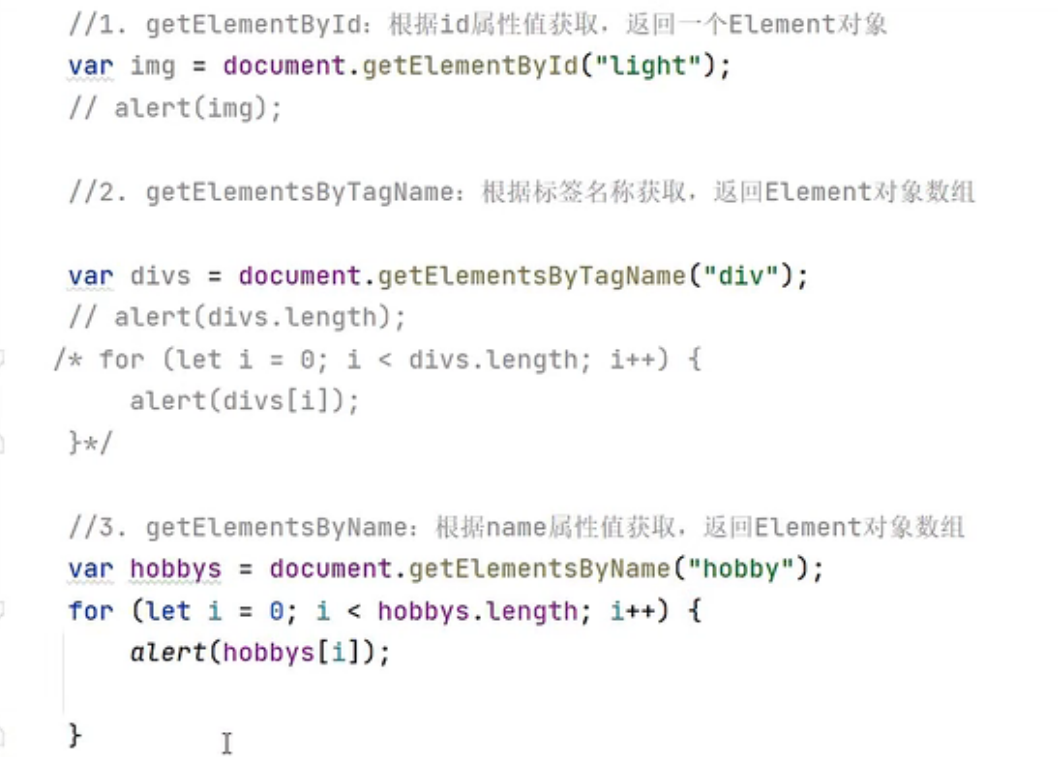 //1. getElementById：根据id属性值获取，返回一个Element对象
var img = document.getElementById("light");
// alert(img);
//2. getElementsByTagName：根据标签名称获取，返回Element对象数组
var divs = document.getElementsByTagName("div");
// alert(divs.length);
/* for (let i = 0; i < divs.length; i++) {
alert(divs[i]);
}*/
//3. getElementsByName：根据name属性值获取，返回Element对象数组
var hobbys = document.getElementsByName("hobby");
for (let i = 0; i < hobbys.length; i++) {
alert(hobbys[i]);
}